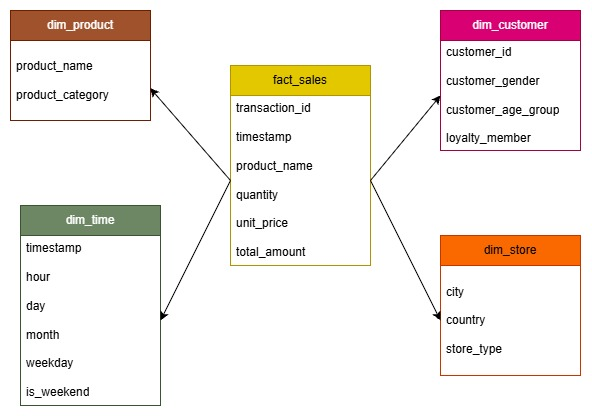 dim_product
product_name
product_category
dim_time
timestamp
hour
day
month
weekday
is_weekend
fact_sales
transaction_id
timestamp
product_name
quantity
unit_price
total_amount
dim_customer
customer_id
customer_gender
customer_age_group
loyalty_member
dim_store
city
country
store_type